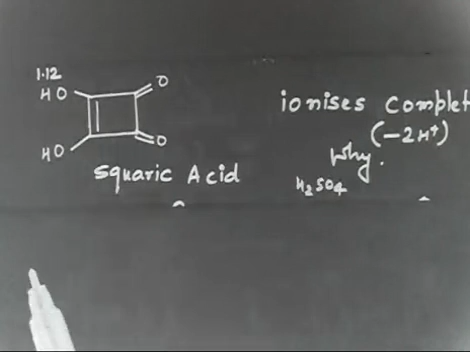 1.12
HO
O
HO
O
Squaric Acid
ionises complet
(-2H⁺)
Why.
H₂SO₄